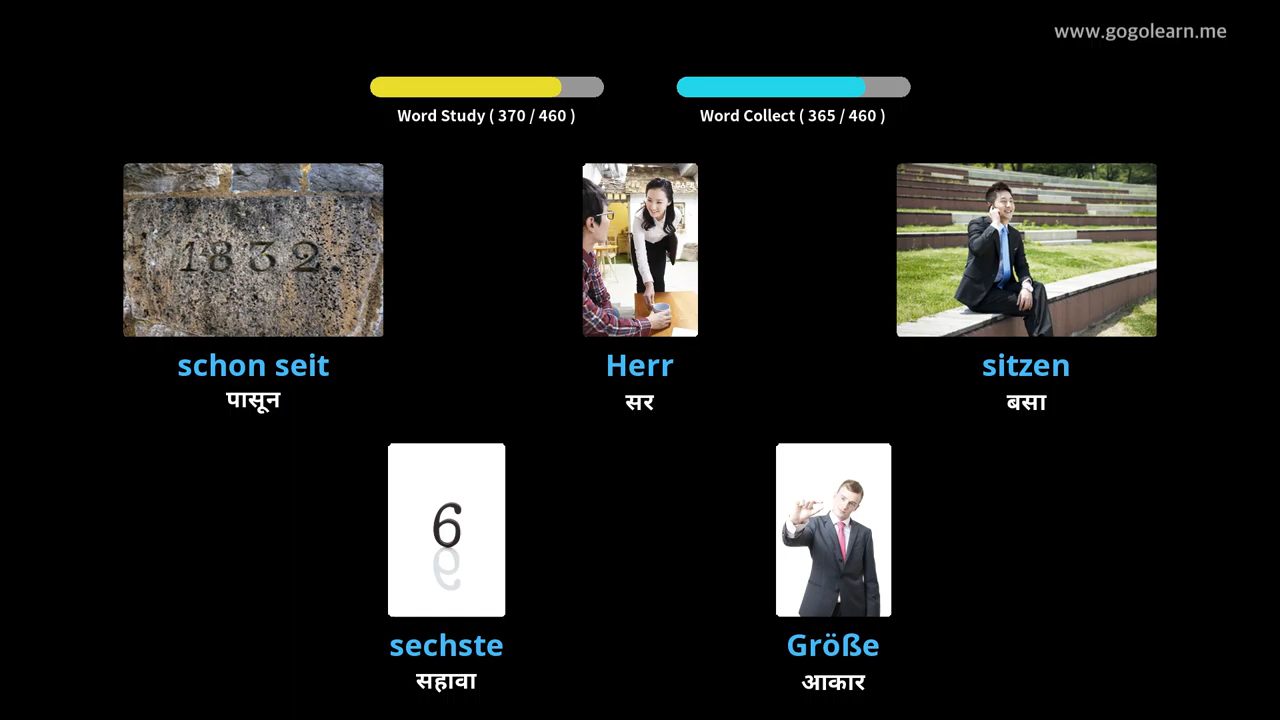 www.gogolearn.me
Word Study ( 370 / 460 )
Word Collect ( 365 / 460 )
1832.
schon seit
पासून
Herr
सर
sitzen
बसा
6
sechste
सहावा
Größe
आकार